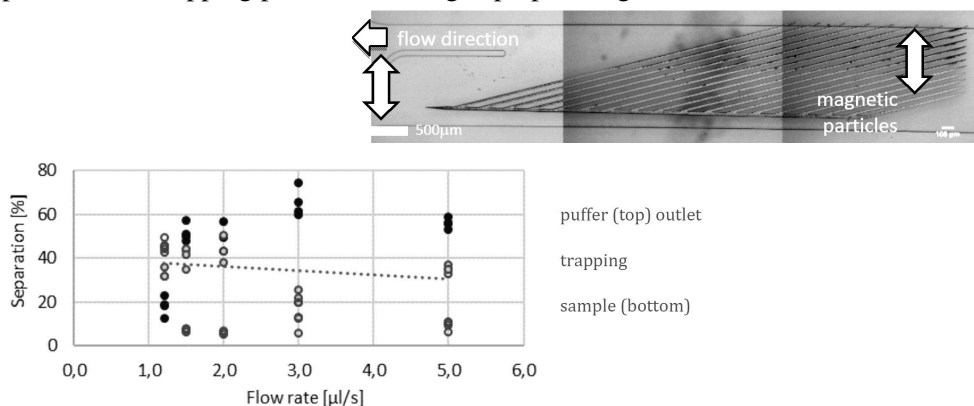 flow direction
magnetic
particles
500µm
100 µm
Separation [%]
80
60
40
20
0
0,0 1,0 2,0 3,0 4,0 5,0 6,0
Flow rate [µl/s]
puffer (top) outlet
trapping
sample (bottom)